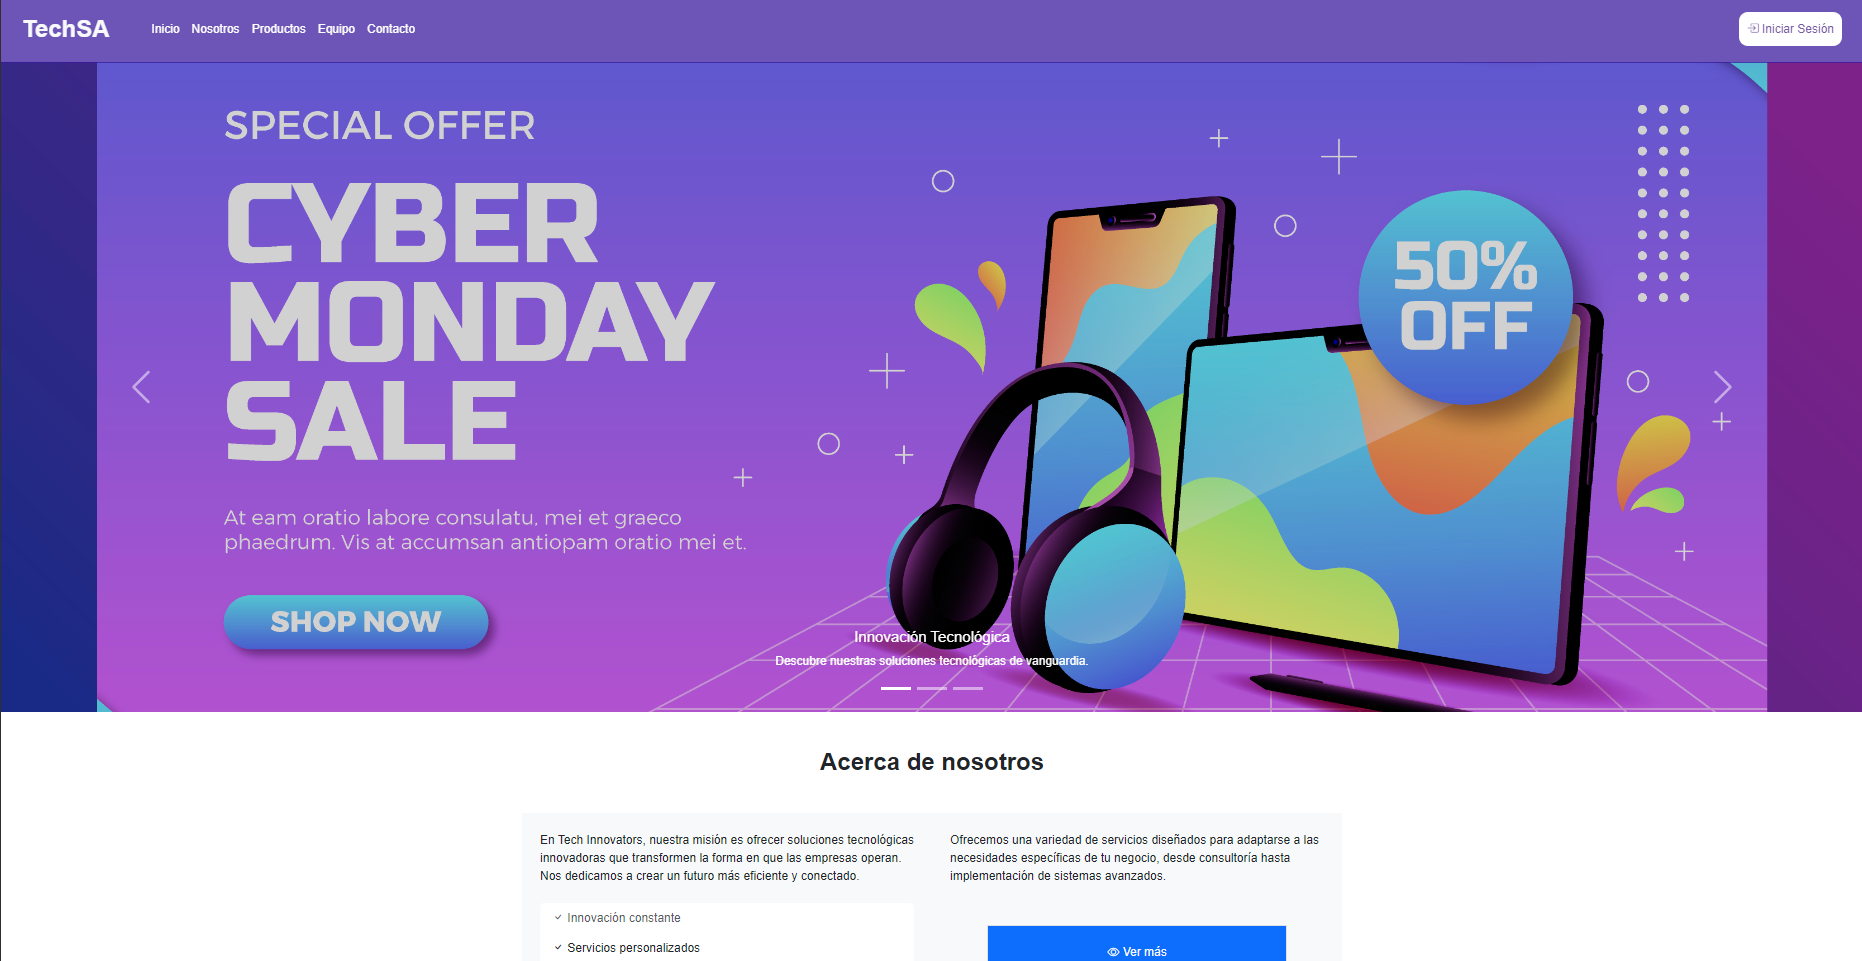 TechSA
Inicio Nosotros Productos Equipo Contacto
Iniciar Sesión
SPECIAL OFFER
CYBER
MONDAY
SALE
50%
OFF
At eam oratio labore consulatu, mei et graeco
phaedrum. Vis at accumsan antiopam oratio mei et.
SHOP NOW
Innovación Tecnológica
Descubre nuestras soluciones tecnológicas de vanguardia.
Acerca de nosotros
En Tech Innovators, nuestra misión es ofrecer soluciones tecnológicas
innovadoras que transformen la forma en que las empresas operan.
Nos dedicamos a crear un futuro más eficiente y conectado.
Innovación constante
Servicios personalizados
Ofrecemos una variedad de servicios diseñados para adaptarse a las
necesidades específicas de tu negocio, desde consultoría hasta
implementación de sistemas avanzados.
Ver más